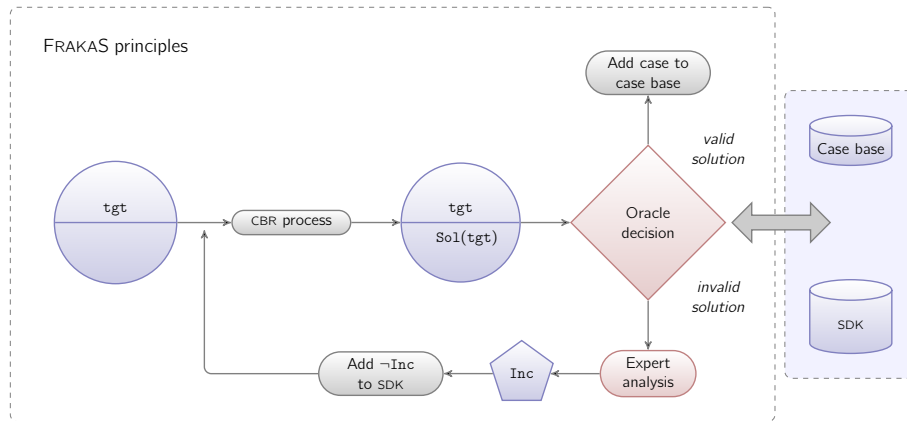 FRAKAS principles
Add case to
case base
valid
solution
Case base
tgt
CBR process
tgt
Sol(tgt)
Oracle
decision
invalid
solution
SDK
Add ¬Inc
to SDK
Inc
Expert
analysis